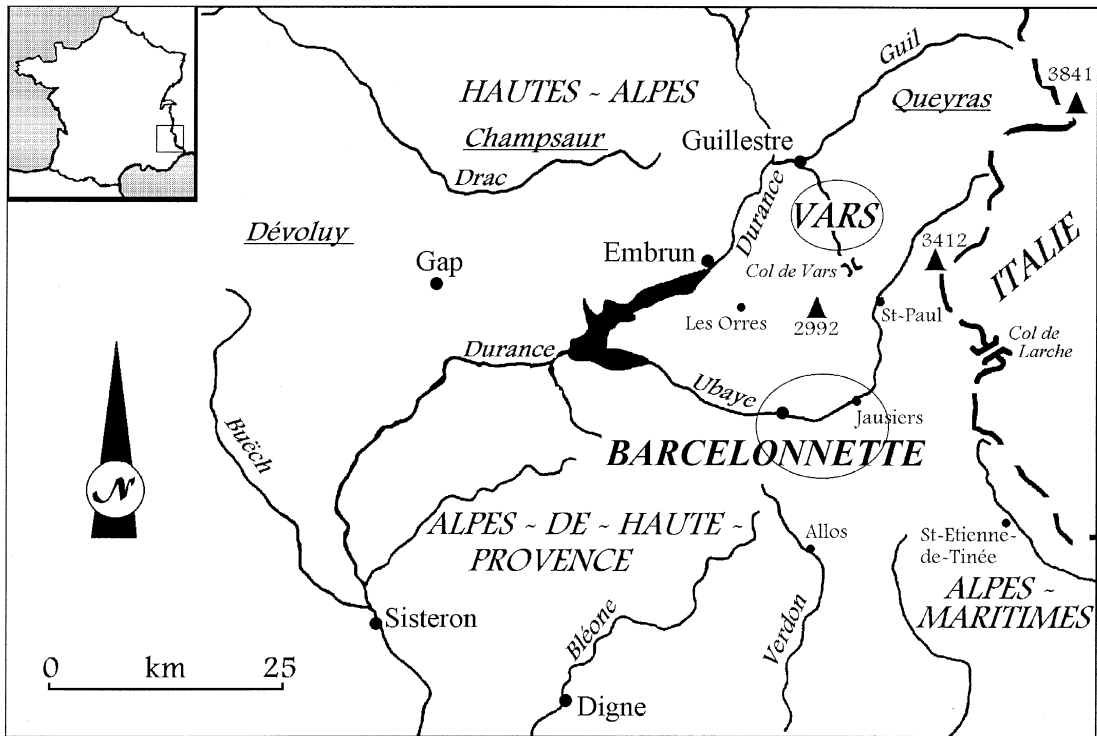 Guil
3841
HAUTES ~ ALPES
Queyras
Champsaur
Guillestre
Drac
Durance
VARS
Dévoluy
3412
ITALIE
Embrun
Gap
Col de Vars
Les Orres
2992
St-Paul
Col de
Larche
Durance
Ubaye
Jausiers
Buëch
BARCELONNETTE
N
ALPES ~ DE ~ HAUTE ~
PROVENCE
Allos
St-Etienne-
de-Tinée
ALPES ~
MARITIMES
Sisteron
Bléone
Verdon
0 km 25
Digne